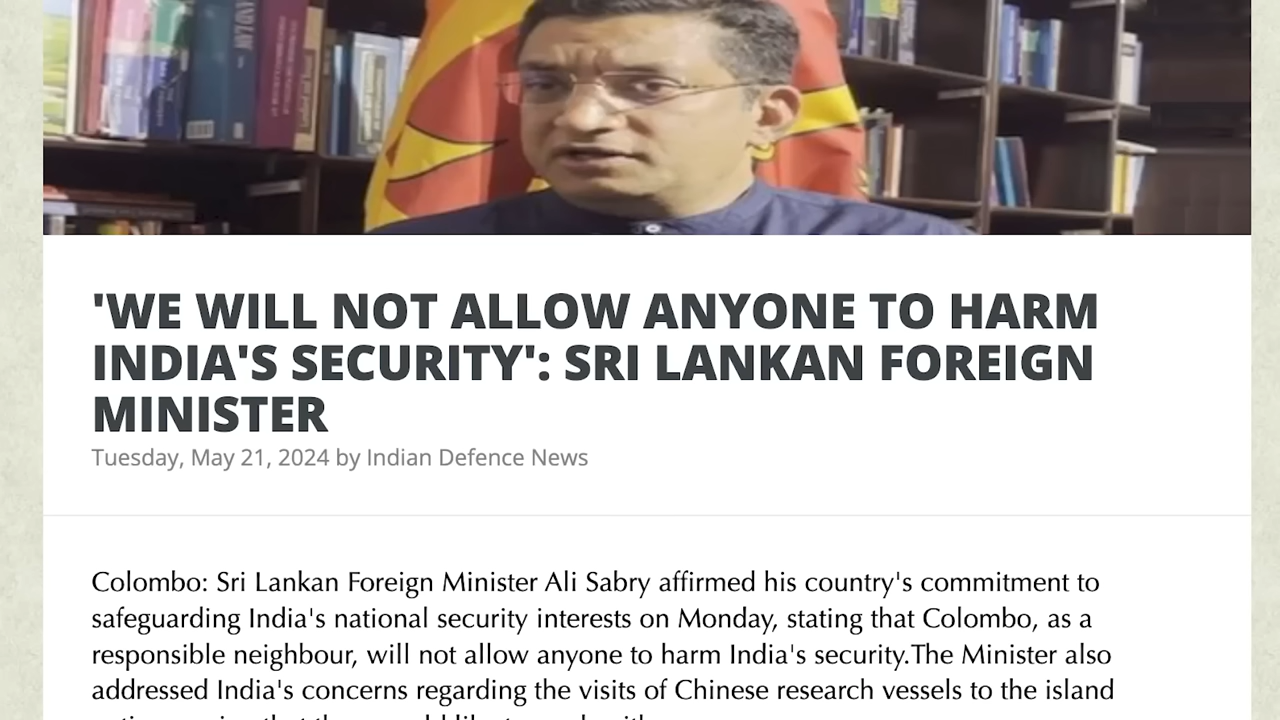 'WE WILL NOT ALLOW ANYONE TO HARM
INDIA'S SECURITY': SRI LANKAN FOREIGN
MINISTER
Tuesday, May 21, 2024 by Indian Defence News
Colombo: Sri Lankan Foreign Minister Ali Sabry affirmed his country's commitment to
safeguarding India's national security interests on Monday, stating that Colombo, as a
responsible neighbour, will not allow anyone to harm India's security.The Minister also
addressed India's concerns regarding the visits of Chinese research vessels to the island